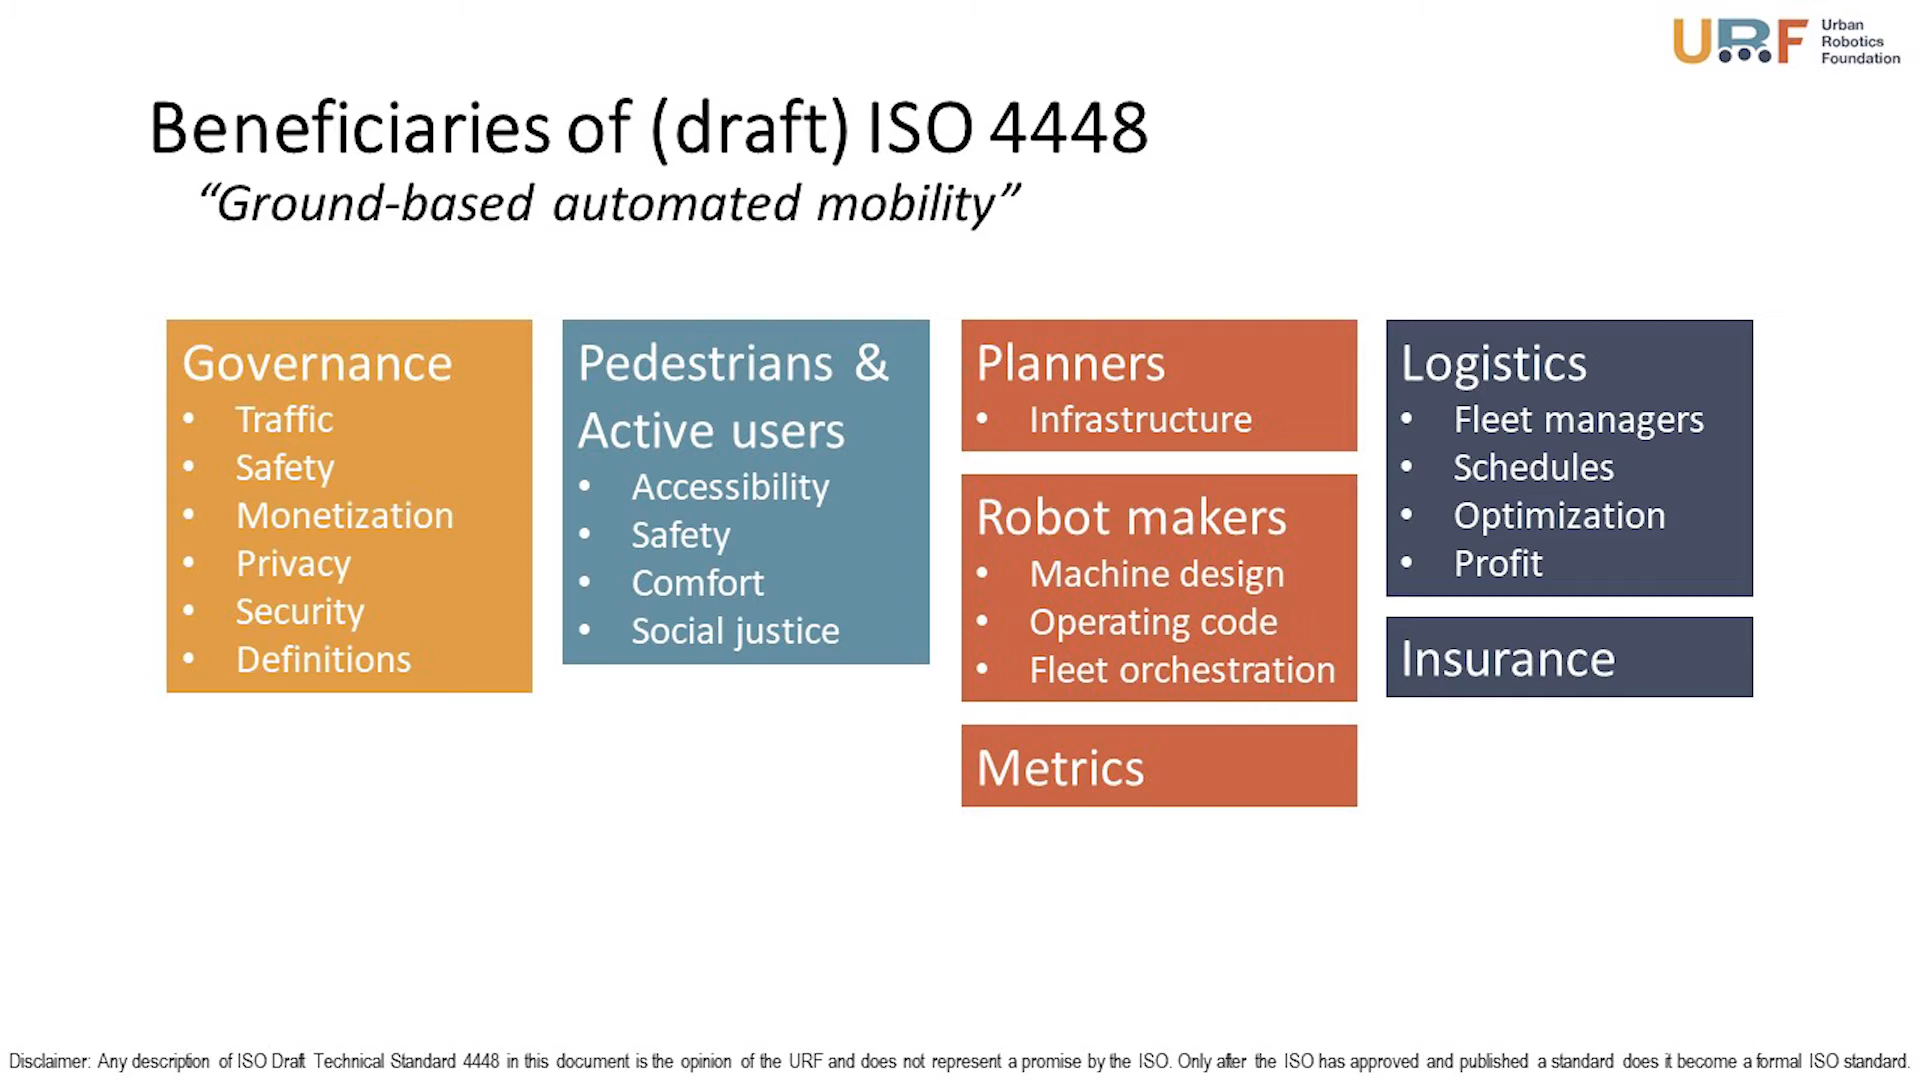 URF
Urban
Robotics
Foundation
Beneficiaries of (draft) ISO 4448
“Ground-based automated mobility”
Governance
• Traffic
• Safety
• Monetization
• Privacy
• Security
• Definitions
Pedestrians &
Active users
• Accessibility
• Safety
• Comfort
• Social justice
Planners
• Infrastructure
Robot makers
• Machine design
• Operating code
• Fleet orchestration
Metrics
Logistics
• Fleet managers
• Schedules
• Optimization
• Profit
Insurance
Disclaimer: Any description of ISO Draft Technical Standard 4448 in this document is the opinion of the URF and does not represent a promise by the ISO. Only after the ISO has approved and published a standard does it become a formal ISO standard.